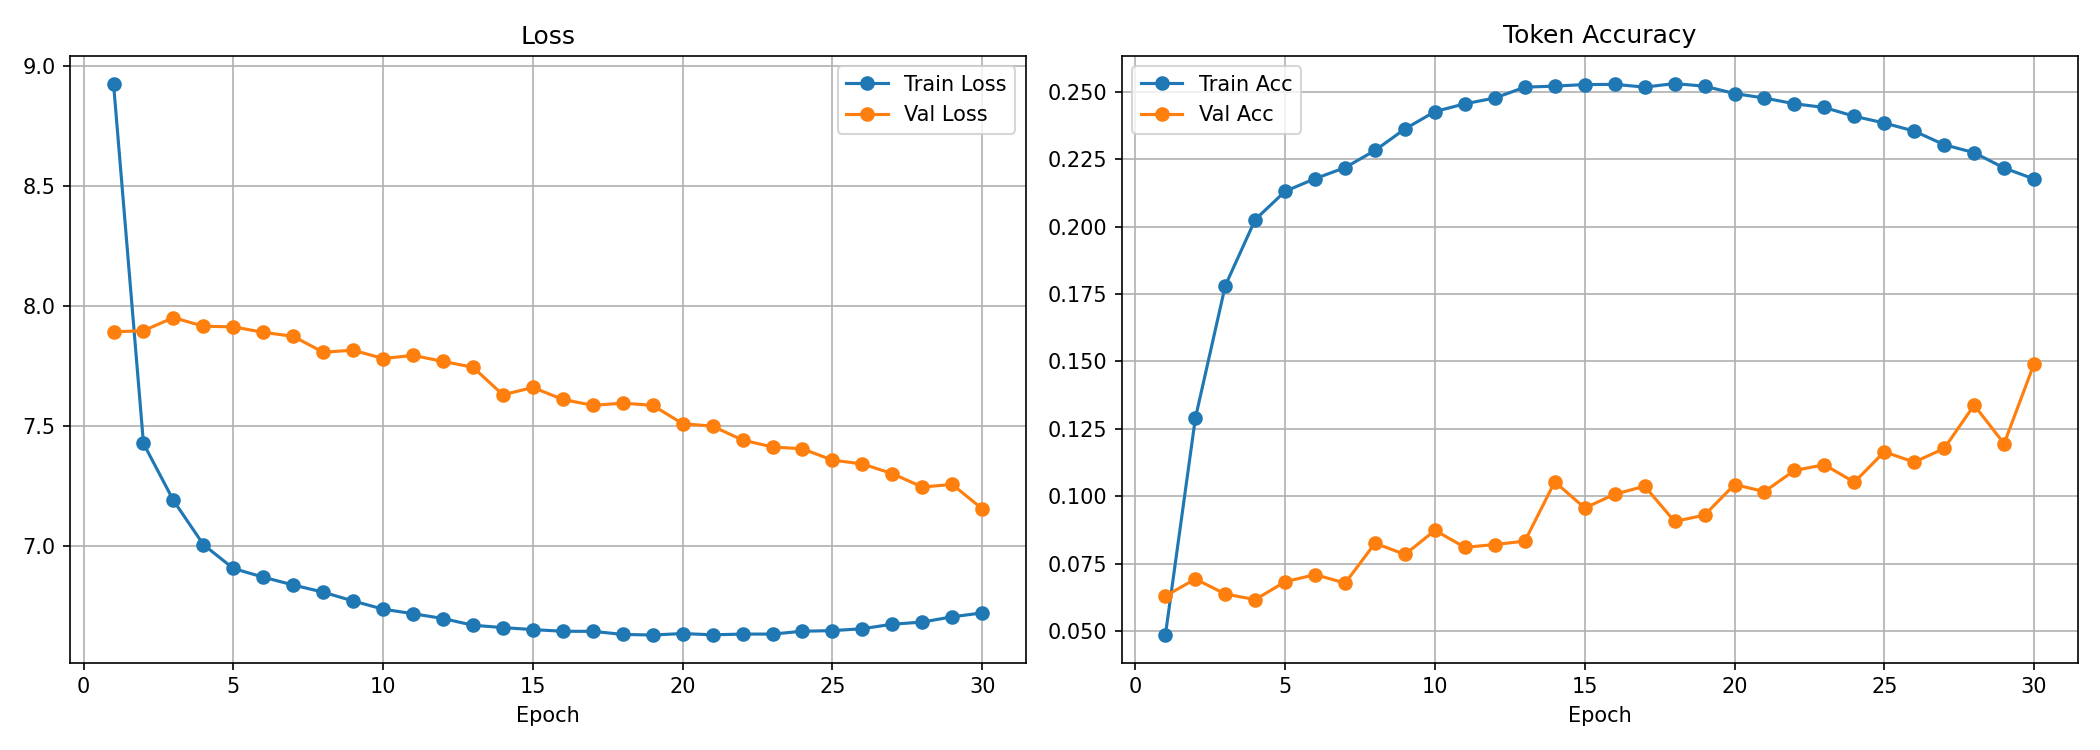 Loss
Train Loss
Val Loss
9.0
8.5
8.0
7.5
7.0
0 5 10 15 20 25 30
Epoch
Token Accuracy
Train Acc
Val Acc
0.250
0.225
0.200
0.175
0.150
0.125
0.100
0.075
0.050
0 5 10 15 20 25 30
Epoch